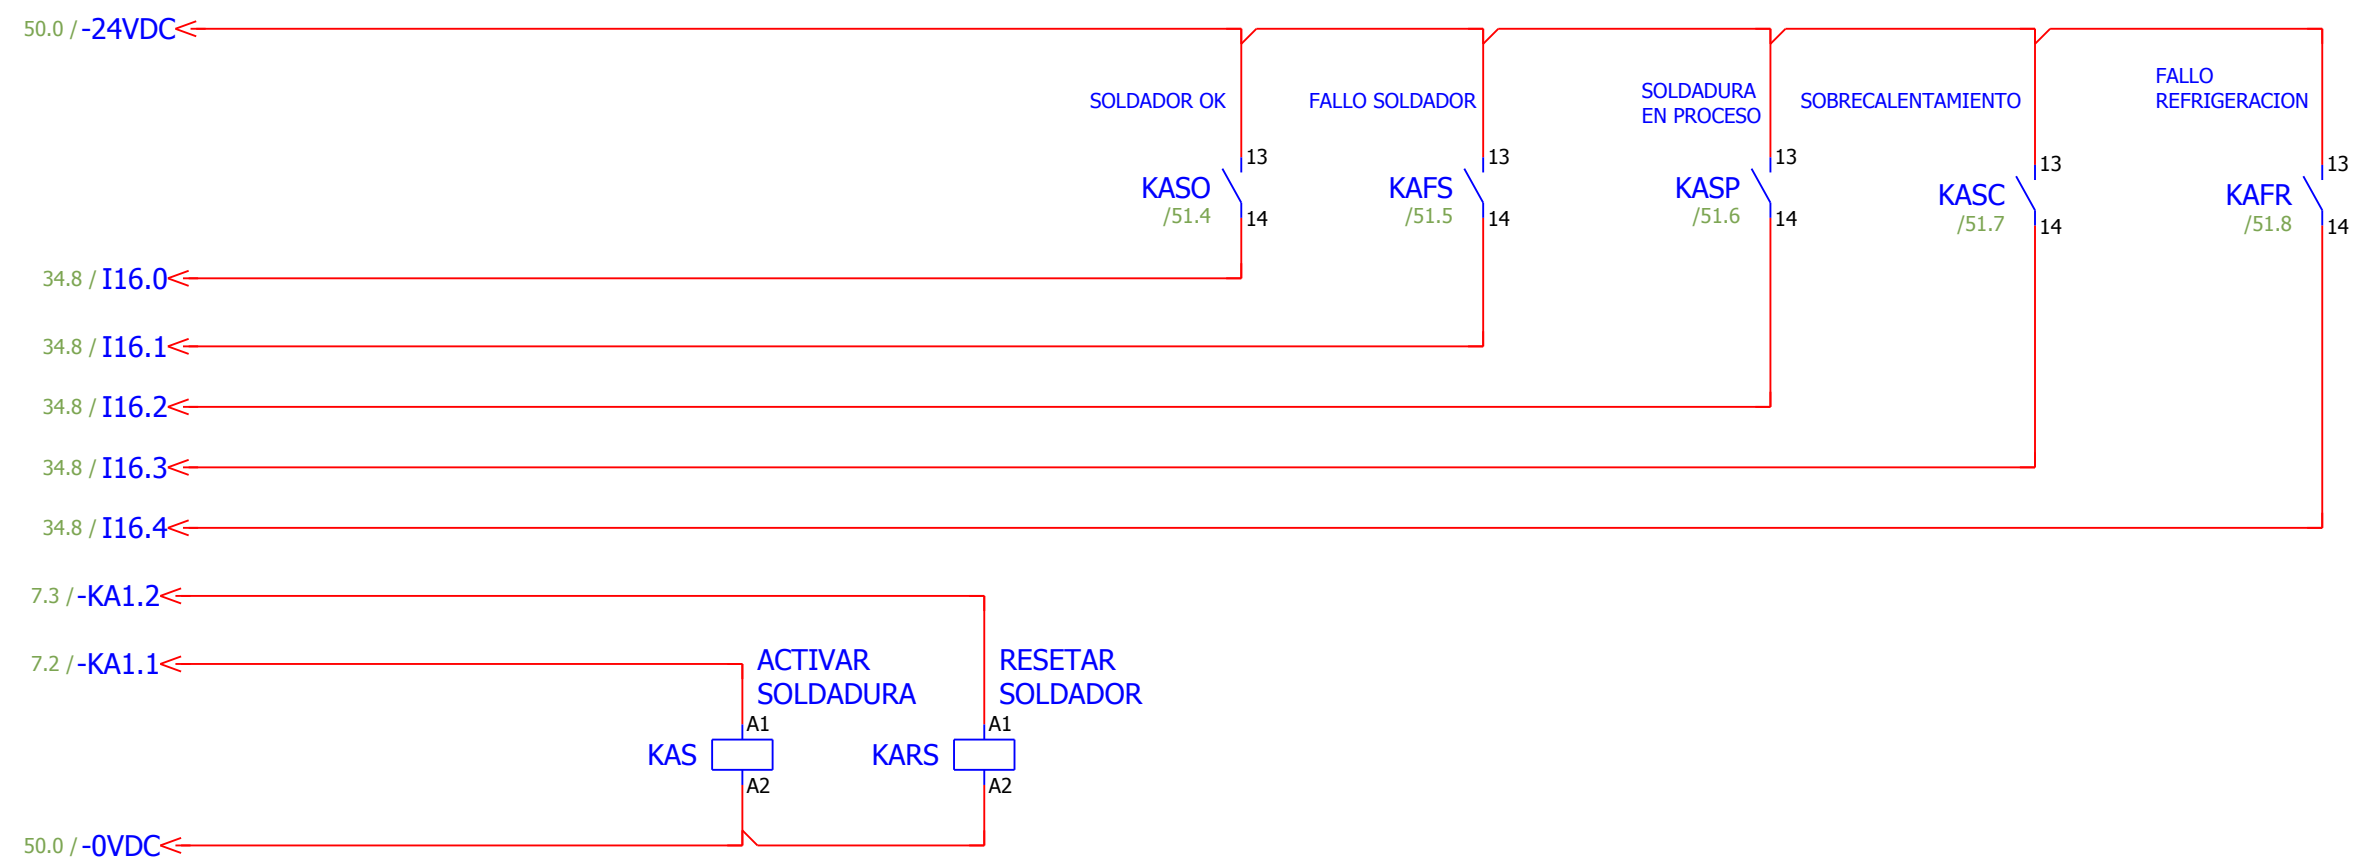 50.0 / -24VDC
SOLDADOR OK
FALLO SOLDADOR
SOLDADURA
EN PROCESO
SOBRECALENTAMIENTO
FALLO
REFRIGERACION
13
KASO
/51.4
14
13
KAFS
/51.5
14
13
KASP
/51.6
14
13
KASC
/51.7
14
13
KAFR
/51.8
14
34.8 / I16.0
34.8 / I16.1
34.8 / I16.2
34.8 / I16.3
34.8 / I16.4
7.3 / -KA1.2
7.2 / -KA1.1
ACTIVAR
SOLDADURA
RESETAR
SOLDADOR
A1
KAS
A2
A1
KARS
A2
50.0 / -0VDC